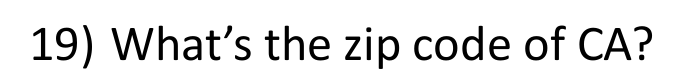 19) What’s the zip code of CA?